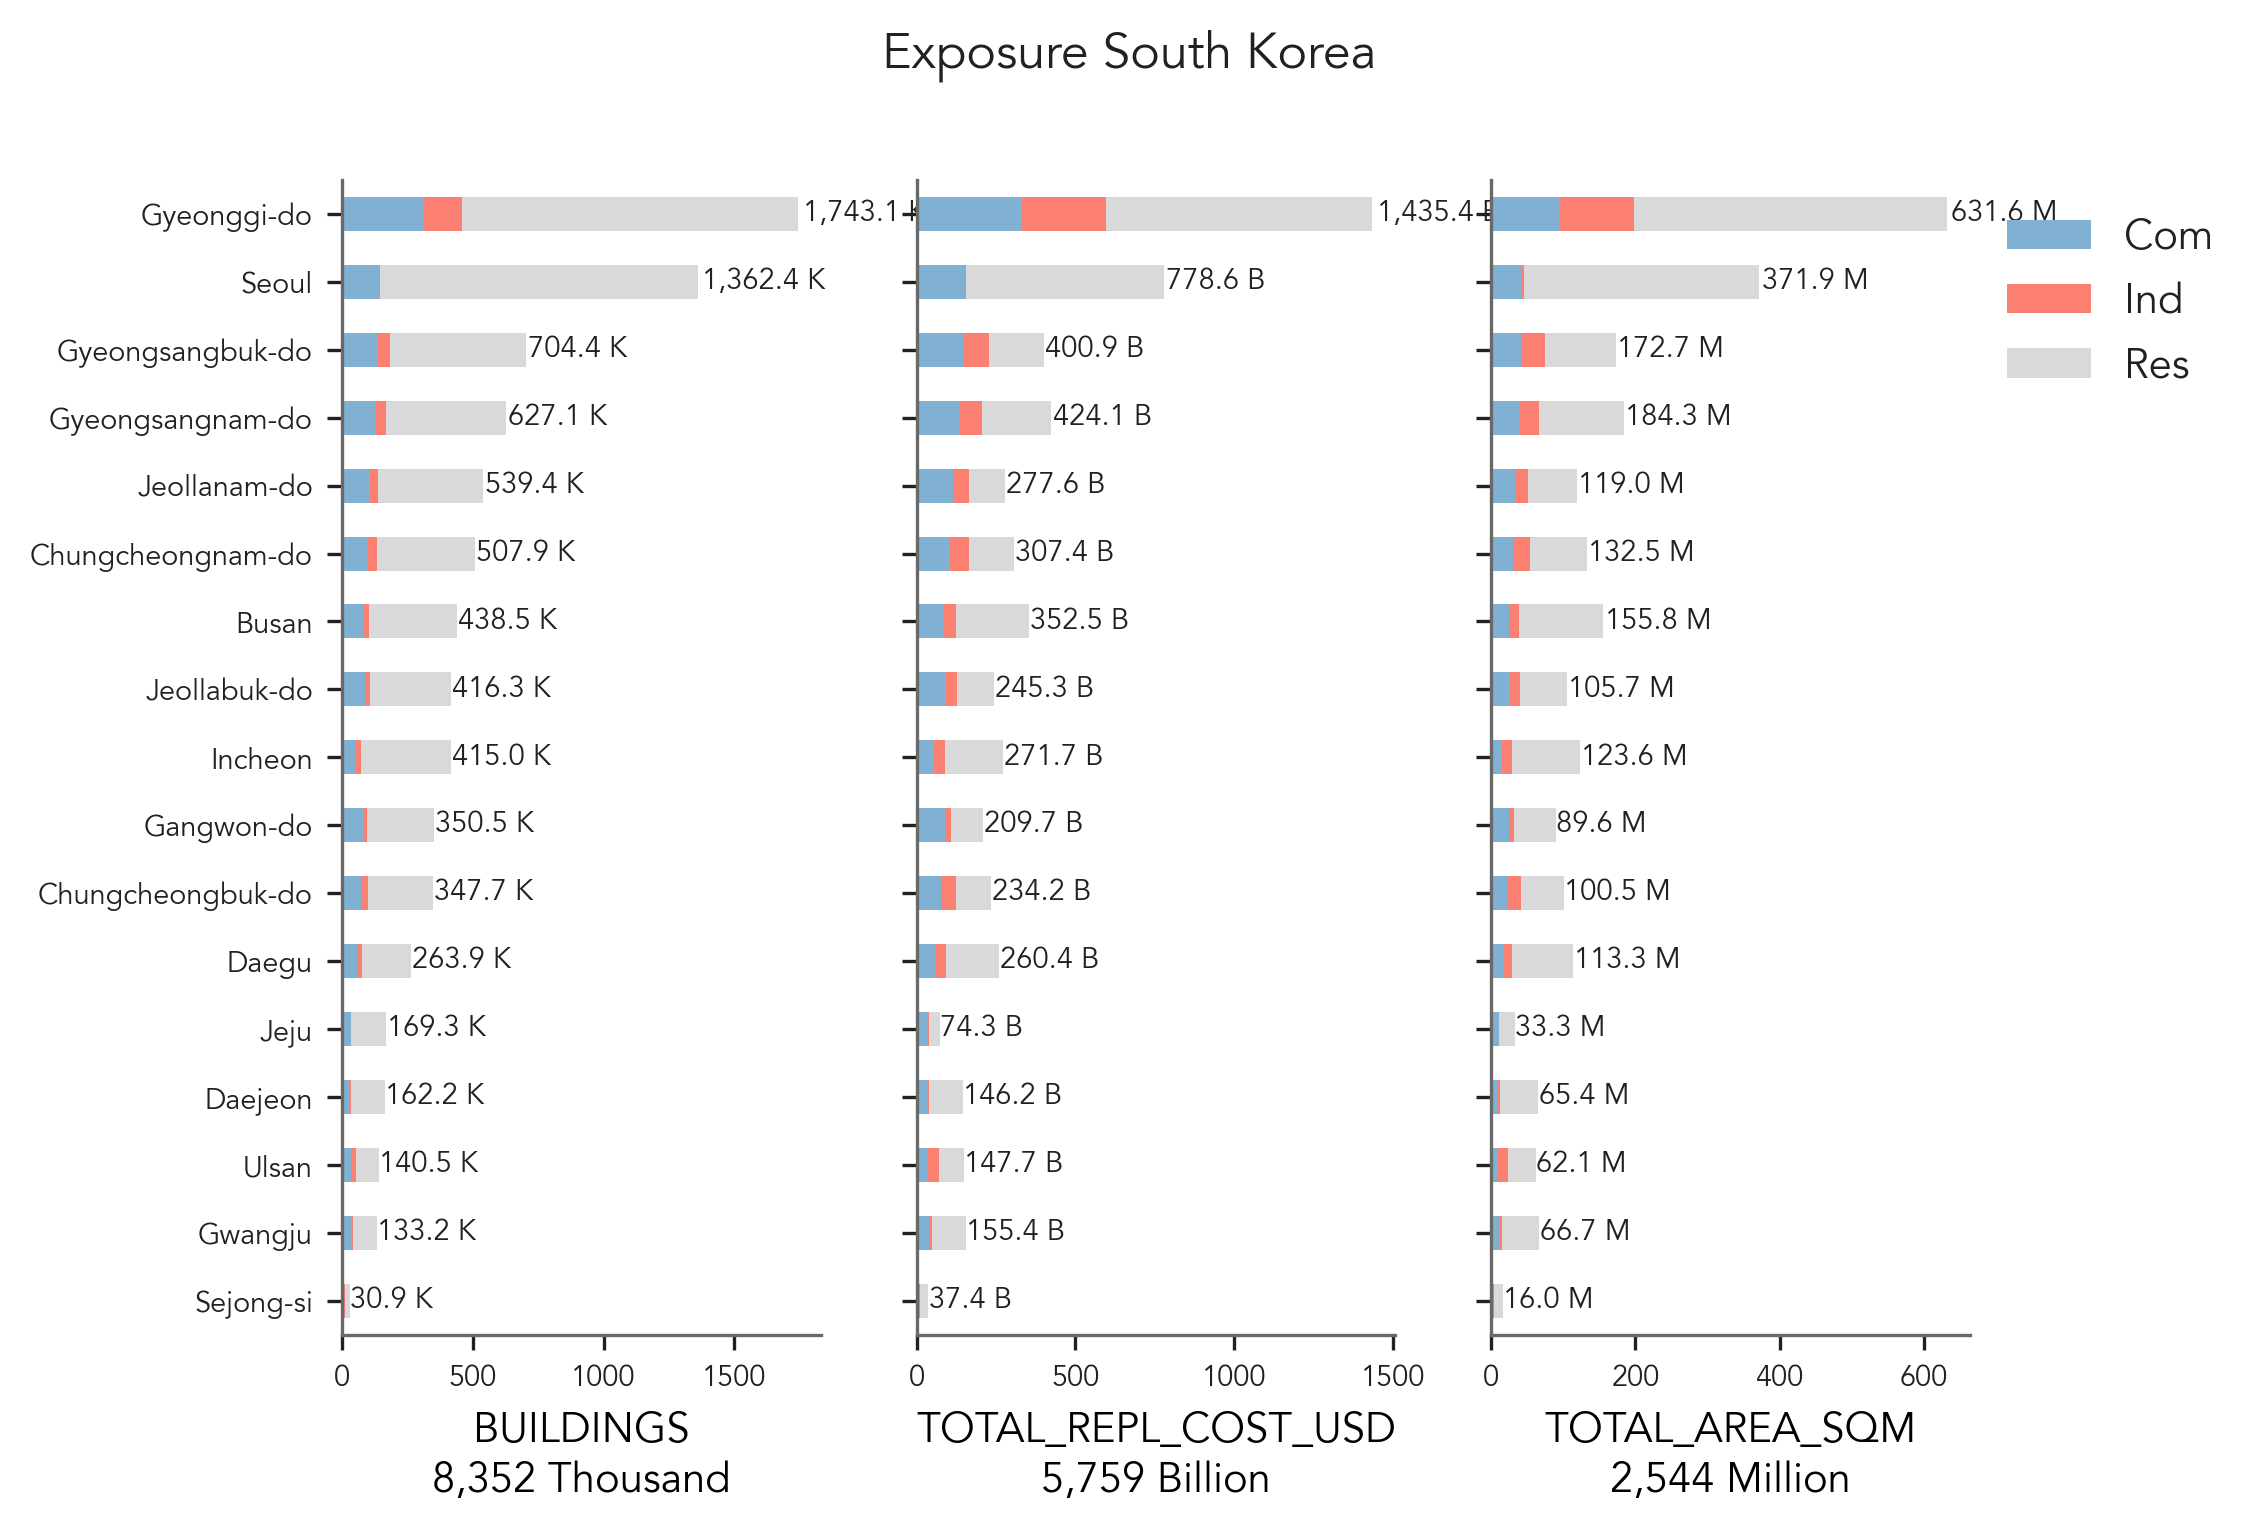 Exposure South Korea
Gyeonggi-do 1,743.1 K 1,435.4 B 631.6 M
Seoul 1,362.4 K 778.6 B 371.9 M
Gyeongsangbuk-do 704.4 K 400.9 B 172.7 M
Gyeongsangnam-do 627.1 K 424.1 B 184.3 M
Jeollanam-do 539.4 K 277.6 B 119.0 M
Chungcheongnam-do 507.9 K 307.4 B 132.5 M
Busan 438.5 K 352.5 B 155.8 M
Jeollabuk-do 416.3 K 245.3 B 105.7 M
Incheon 415.0 K 271.7 B 123.6 M
Gangwon-do 350.5 K 209.7 B 89.6 M
Chungcheongbuk-do 347.7 K 234.2 B 100.5 M
Daegu 263.9 K 260.4 B 113.3 M
Jeju 169.3 K 74.3 B 33.3 M
Daejeon 162.2 K 146.2 B 65.4 M
Ulsan 140.5 K 147.7 B 62.1 M
Gwangju 133.2 K 155.4 B 66.7 M
Sejong-si 30.9 K 37.4 B 16.0 M
Com
Ind
Res
0 500 1000 1500 0 500 1000 1500 0 200 400 600
BUILDINGS TOTAL_REPL_COST_USD TOTAL_AREA_SQM
8,352 Thousand 5,759 Billion 2,544 Million